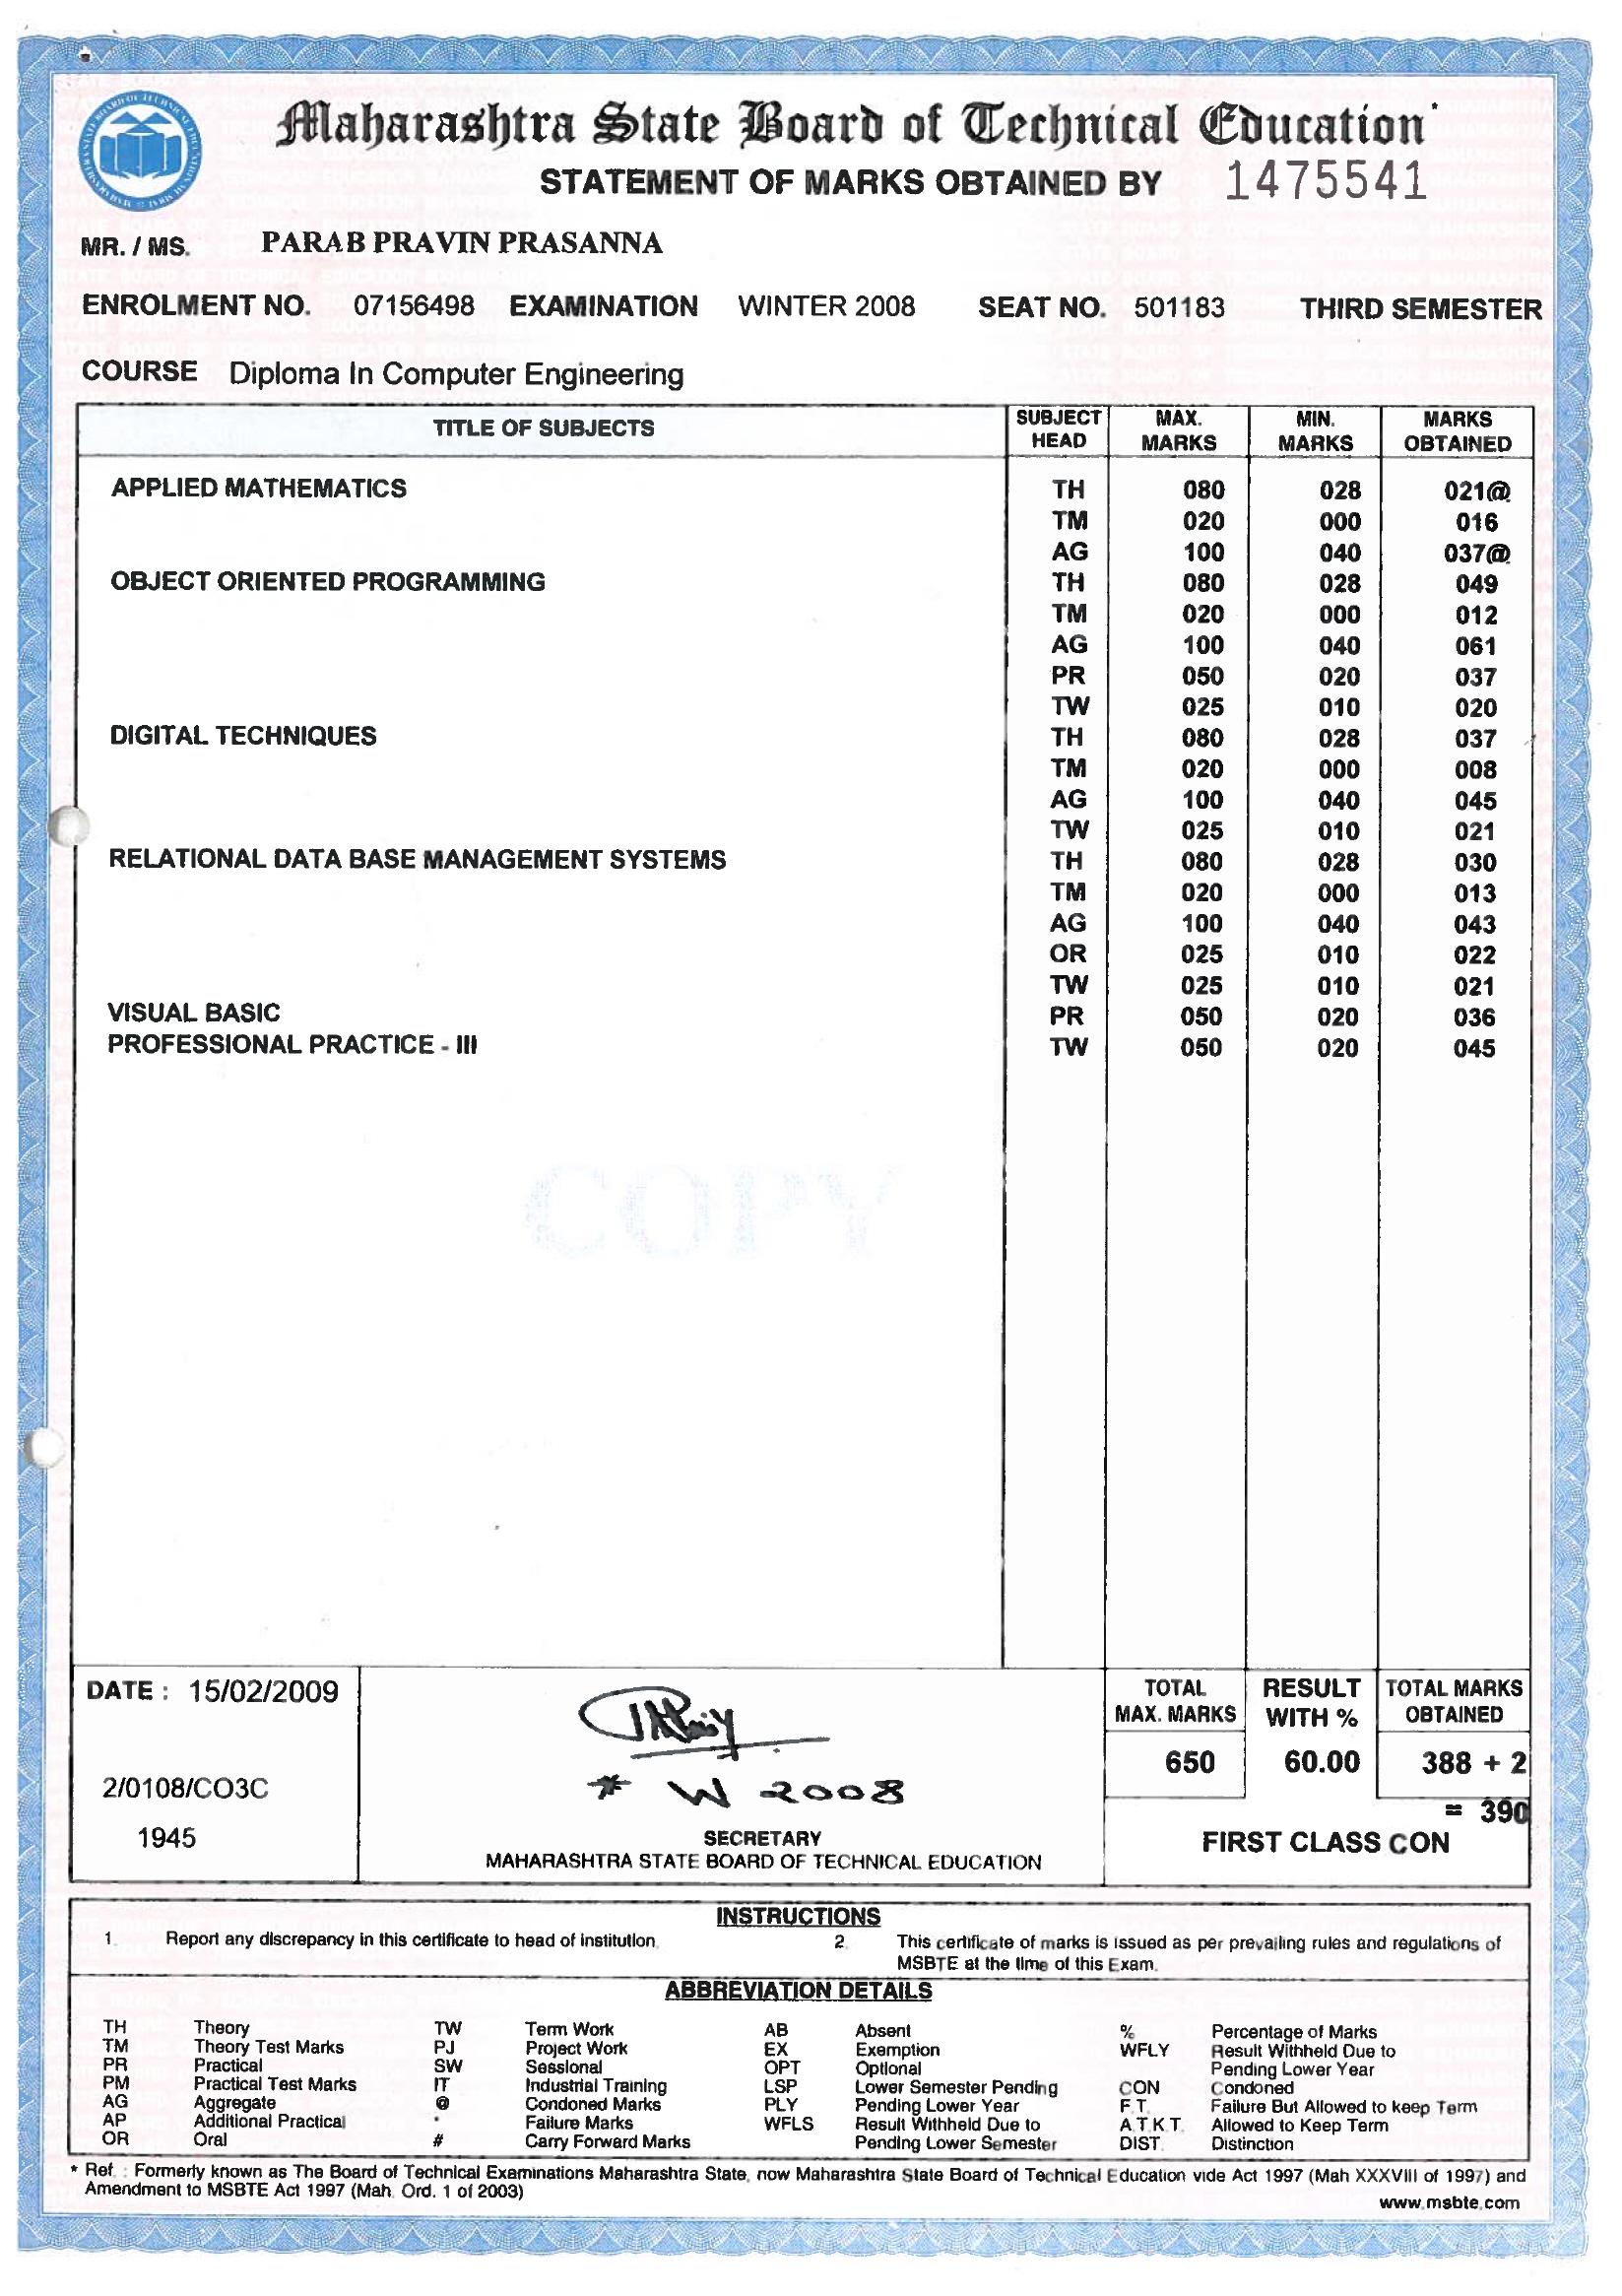 Maharashtra State Board of Technical Education
STATEMENT OF MARKS OBTAINED BY 1475541
MR. / MS. PARAB PRAVIN PRASANNA
ENROLMENT NO. 07156498 EXAMINATION WINTER 2008 SEAT NO. 501183 THIRD SEMESTER
COURSE Diploma In Computer Engineering
TITLE OF SUBJECTS SUBJECT HEAD MAX. MARKS MIN. MARKS MARKS OBTAINED
APPLIED MATHEMATICS TH 080 028 021@
TM 020 000 016
AG 100 040 037@
OBJECT ORIENTED PROGRAMMING TH 080 028 049
TM 020 000 012
AG 100 040 061
PR 050 020 037
TW 025 010 020
DIGITAL TECHNIQUES TH 080 028 037
TM 020 000 008
AG 100 040 045
TW 025 010 021
RELATIONAL DATA BASE MANAGEMENT SYSTEMS TH 080 028 030
TM 020 000 013
AG 100 040 043
OR 025 010 022
TW 025 010 021
VISUAL BASIC PR 050 020 036
PROFESSIONAL PRACTICE - III TW 050 020 045
COPY
DATE : 15/02/2009
2/0108/CO3C
1945
* W 2008
SECRETARY
MAHARASHTRA STATE BOARD OF TECHNICAL EDUCATION
TOTAL MAX. MARKS RESULT WITH % TOTAL MARKS OBTAINED
650 60.00 388 + 2
= 390
FIRST CLASS CON
INSTRUCTIONS
1. Report any discrepancy in this certificate to head of institution. 2. This certificate of marks is issued as per prevailing rules and regulations of
MSBTE at the time of this Exam.
ABBREVIATION DETAILS
TH Theory TW Term Work AB Absent % Percentage of Marks
TM Theory Test Marks PJ Project Work EX Exemption WFLY Result Withheld Due to
PR Practical SW Sessional OPT Optional Pending Lower Year
PM Practical Test Marks IT Industrial Training LSP Lower Semester Pending CON Condoned
AG Aggregate @ Condoned Marks PLY Pending Lower Year F.T. Failure But Allowed to keep Term
AP Additional Practical * Failure Marks WFLS Result Withheld Due to A.T.K.T. Allowed to Keep Term
OR Oral # Carry Forward Marks Pending Lower Semester DIST. Distinction
* Ref. : Formerly known as The Board of Technical Examinations Maharashtra State, now Maharashtra State Board of Technical Education vide Act 1997 (Mah XXXVIII of 1997) and
Amendment to MSBTE Act 1997 (Mah. Ord. 1 of 2003)
www.msbte.com